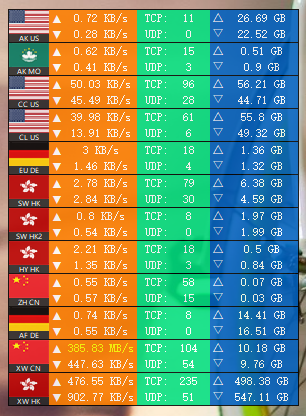 ▲ 0.72 KB/s TCP: 11 △ 26.69 GB
AK US ▼ 0.28 KB/s UDP: 0 ▽ 22.52 GB
▲ 0.62 KB/s TCP: 15 △ 0.51 GB
AK MO ▼ 0.41 KB/s UDP: 3 ▽ 0.9 GB
▲ 50.03 KB/s TCP: 96 △ 56.21 GB
CC US ▼ 45.49 KB/s UDP: 28 ▽ 44.71 GB
▲ 39.98 KB/s TCP: 61 △ 55.8 GB
CL US ▼ 13.91 KB/s UDP: 6 ▽ 49.32 GB
▲ 3 KB/s TCP: 18 △ 1.36 GB
EU DE ▼ 1.46 KB/s UDP: 4 ▽ 1.32 GB
▲ 2.78 KB/s TCP: 79 △ 6.38 GB
SW HK ▼ 2.84 KB/s UDP: 30 ▽ 4.59 GB
▲ 0.8 KB/s TCP: 8 △ 1.97 GB
SW HK2 ▼ 0.54 KB/s UDP: 0 ▽ 1.99 GB
▲ 2.21 KB/s TCP: 18 △ 0.5 GB
HY HK ▼ 1.35 KB/s UDP: 3 ▽ 0.84 GB
▲ 0.55 KB/s TCP: 58 △ 0.07 GB
ZH CN ▼ 0.57 KB/s UDP: 15 ▽ 0.03 GB
▲ 0.74 KB/s TCP: 8 △ 14.41 GB
AF DE ▼ 0.55 KB/s UDP: 0 ▽ 16.51 GB
▲ 385.83 MB/s TCP: 104 △ 10.18 GB
XW CN ▼ 447.63 KB/s UDP: 54 ▽ 9.76 GB
▲ 476.55 KB/s TCP: 235 △ 498.38 GB
XW HK ▼ 902.77 KB/s UDP: 51 ▽ 547.11 GB